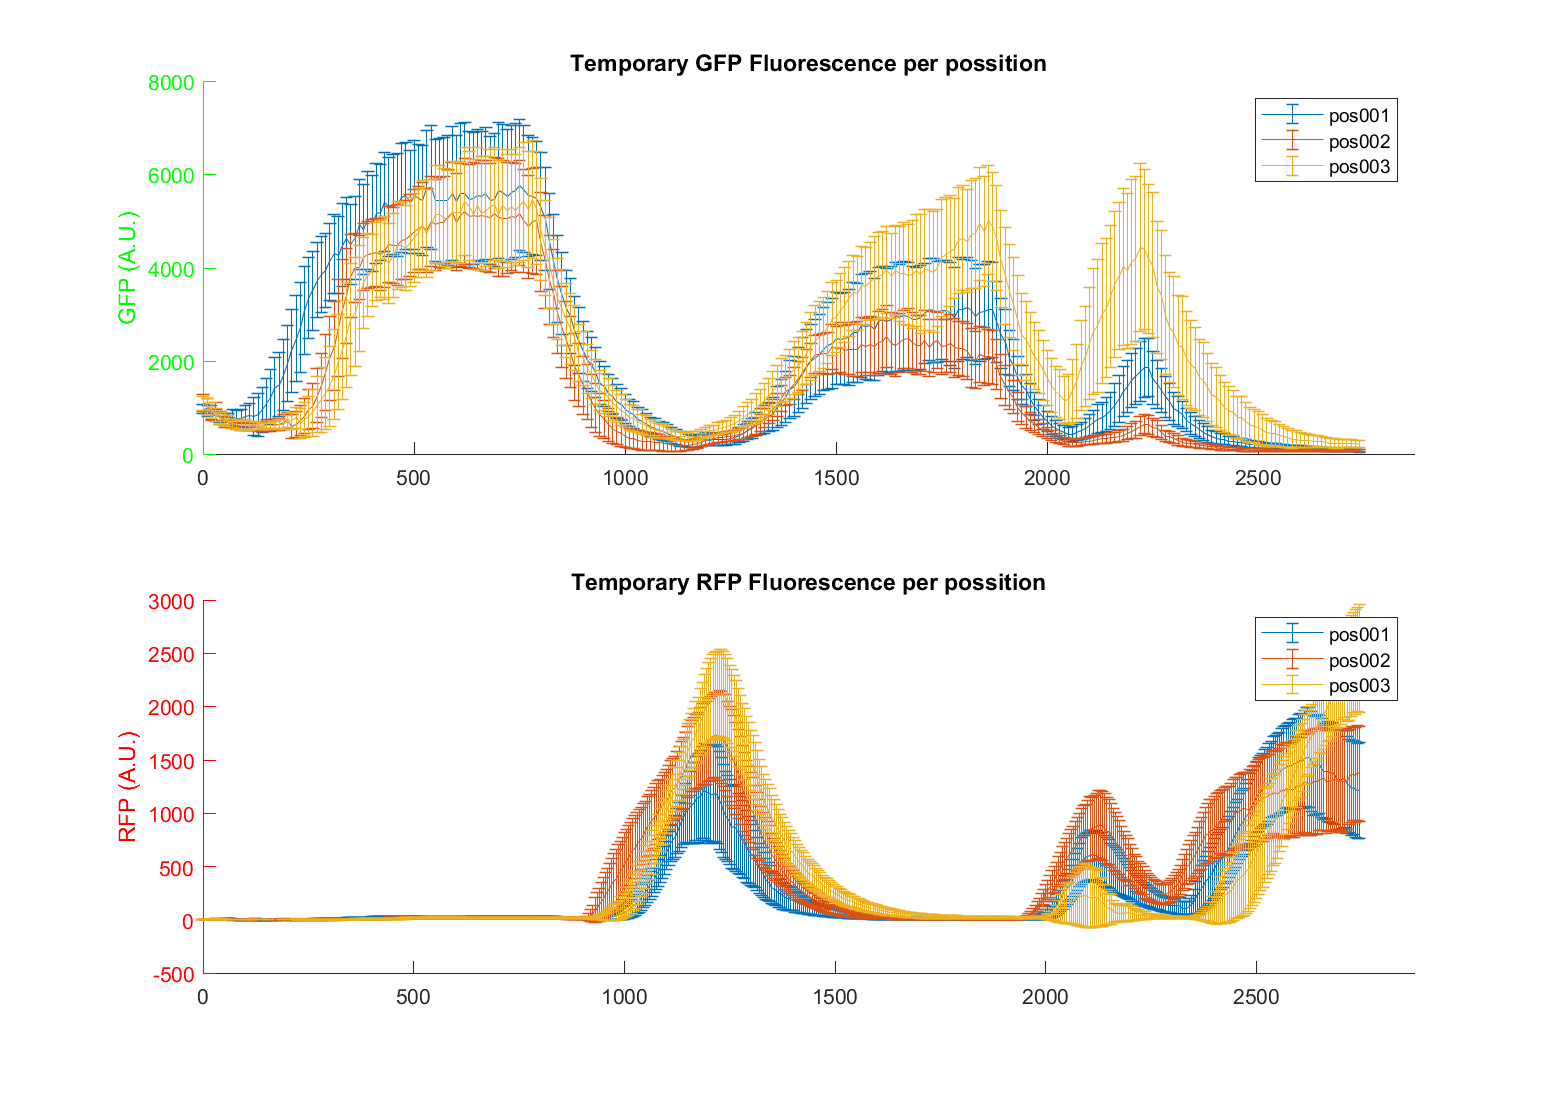 Temporary GFP Fluorescence per possition
GFP (A.U.)
8000
6000
4000
2000
0
0 500 1000 1500 2000 2500
pos001
pos002
pos003
Temporary RFP Fluorescence per possition
RFP (A.U.)
3000
2500
2000
1500
1000
500
0
-500
0 500 1000 1500 2000 2500
pos001
pos002
pos003